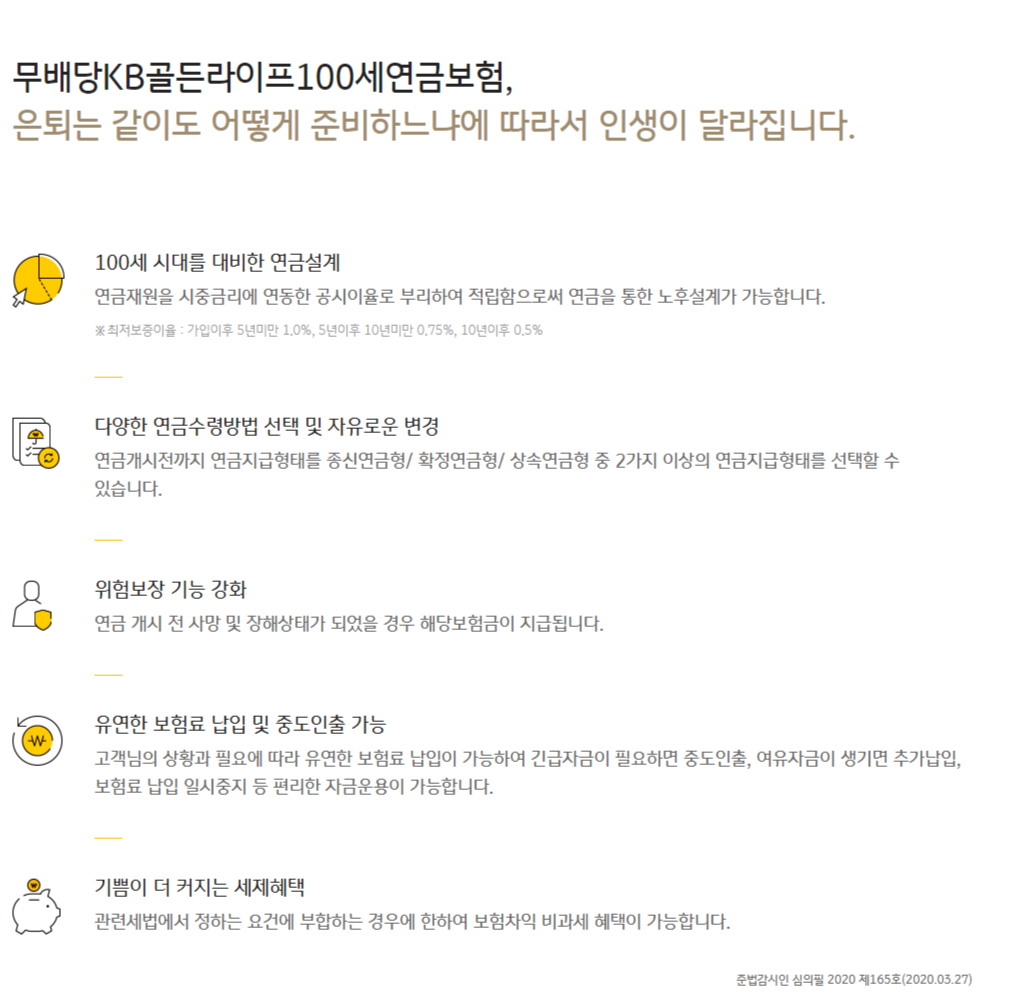 무배당KB골든라이프100세연금보험,
은퇴는 같이도 어떻게 준비하느냐에 따라서 인생이 달라집니다.
100세 시대를 대비한 연금설계
연금재원을 시중금리에 연동한 공시이율로 부리하여 적립함으로써 연금을 통한 노후설계가 가능합니다.
※최저보증이율 : 가입이후 5년미만 1.0%, 5년이후 10년미만 0.75%, 10년이후 0.5%
다양한 연금수령방법 선택 및 자유로운 변경
연금개시전까지 연금지급형태를 종신연금형/ 확정연금형/ 상속연금형 중 2가지 이상의 연금지급형태를 선택할 수
있습니다.
위험보장 기능 강화
연금 개시 전 사망 및 장해상태가 되었을 경우 해당보험금이 지급됩니다.
유연한 보험료 납입 및 중도인출 가능
고객님의 상황과 필요에 따라 유연한 보험료 납입이 가능하여 긴급자금이 필요하면 중도인출, 여유자금이 생기면 추가납입,
보험료 납입 일시중지 등 편리한 자금운용이 가능합니다.
기쁨이 더 커지는 세제혜택
관련세법에서 정하는 요건에 부합하는 경우에 한하여 보험차익 비과세 혜택이 가능합니다.
준법감시인 심의필 2020 제165호(2020.03.27)